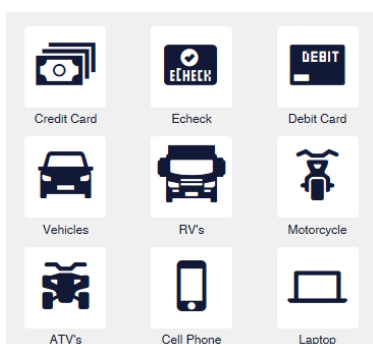 ECHECK
DEBIT
Credit Card
Echeck
Debit Card
Vehicles
RV's
Motorcycle
ATV's
Cell Phone
Laptop